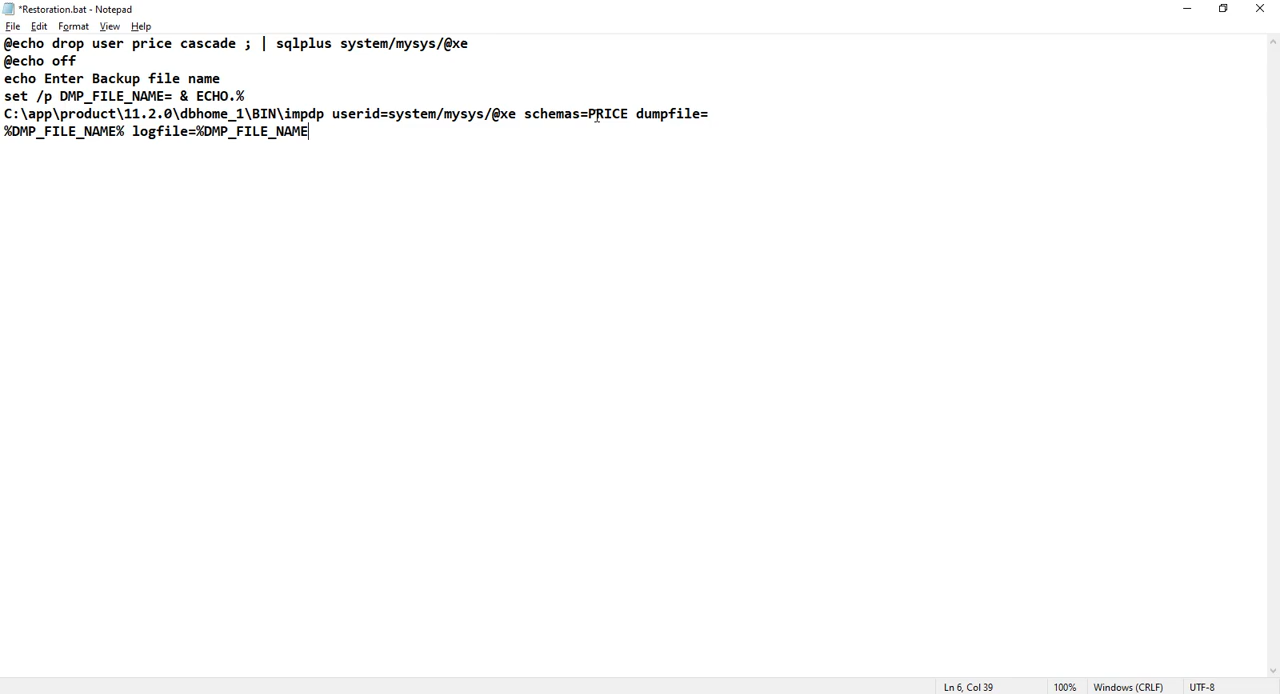 *Restoration.bat - Notepad
File Edit Format View Help
@echo drop user price cascade ; | sqlplus system/mysys/@xe
@echo off
echo Enter Backup file name
set /p DMP_FILE_NAME= & ECHO.%
C:\app\product\11.2.0\dbhome_1\BIN\impdp userid=system/mysys/@xe schemas=PRICE dumpfile=
%DMP_FILE_NAME% logfile=%DMP_FILE_NAME
Ln 6, Col 39 100% Windows (CRLF) UTF-8